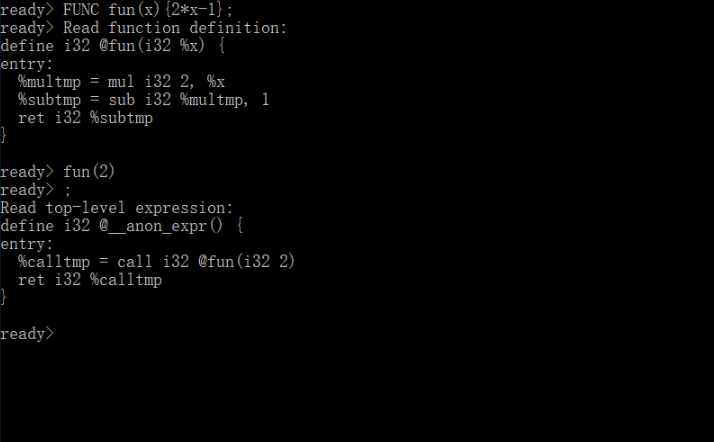 ready> FUNC fun(x){2*x-1};
ready> Read function definition:
define i32 @fun(i32 %x) {
entry:
  %multmp = mul i32 2, %x
  %subtmp = sub i32 %multmp, 1
  ret i32 %subtmp
}
ready> fun(2)
ready> ;
Read top-level expression:
define i32 @__anon_expr() {
entry:
  %calltmp = call i32 @fun(i32 2)
  ret i32 %calltmp
}
ready>